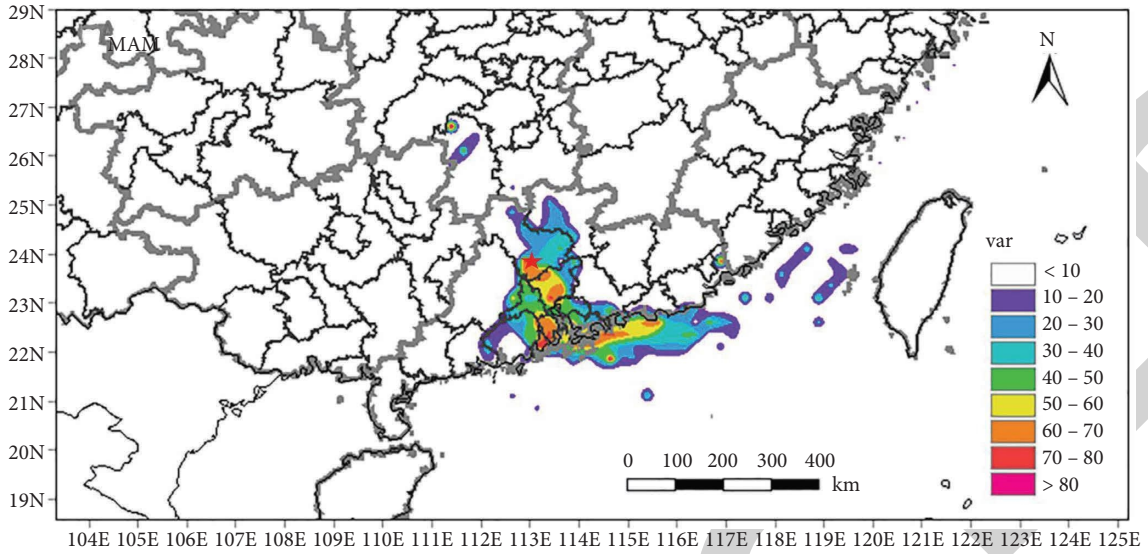 29N
MAM
N
28N
27N
26N
25N
24N
var
< 10
23N
10 – 20
20 – 30
22N
30 – 40
40 – 50
21N
50 – 60
20N
60 – 70
0 100 200 300 400
70 – 80
km
19N
> 80
104E 105E 106E 107E 108E 109E 110E 111E 112E 113E 114E 115E 116E 117E 118E 119E 120E 121E 122E 123E 124E 125E